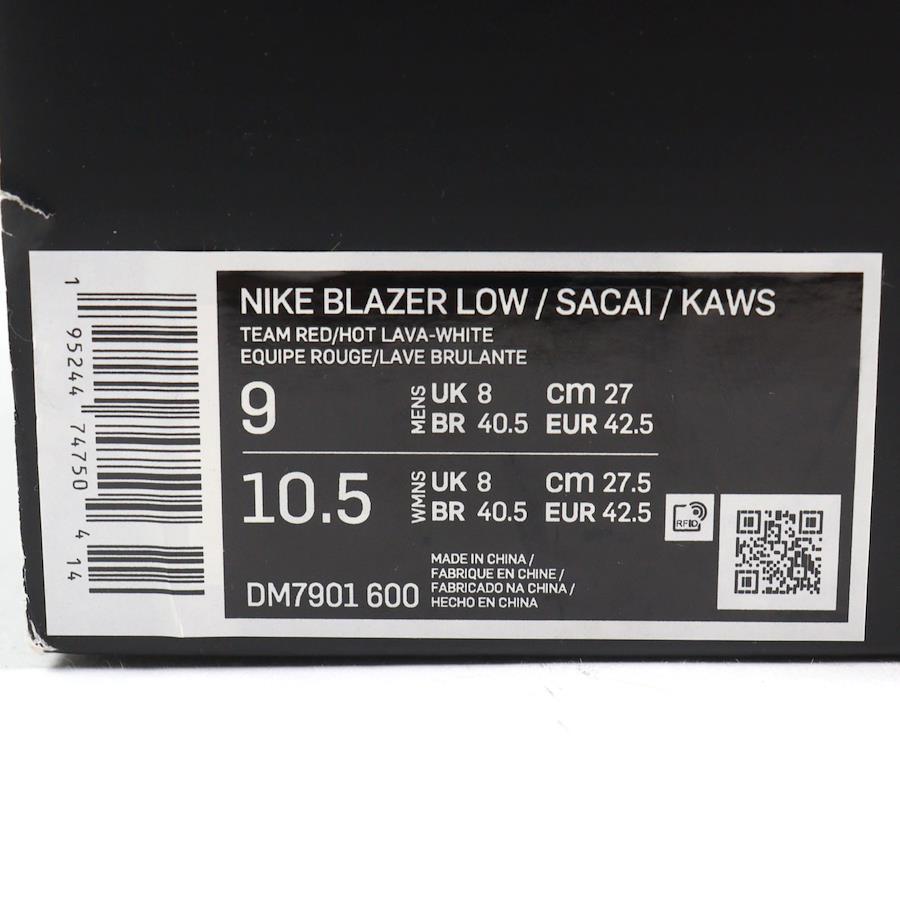 1 95244 74750 4 14
NIKE BLAZER LOW / SACAI / KAWS
TEAM RED/HOT LAVA-WHITE
EQUIPE ROUGE/LAVE BRULANTE
9 MENS UK 8 cm 27
BR 40.5 EUR 42.5
10.5 WMNS UK 8 cm 27.5
BR 40.5 EUR 42.5
RFID
DM7901 600
MADE IN CHINA /
FABRIQUE EN CHINE /
FABRICADO NA CHINA /
HECHO EN CHINA